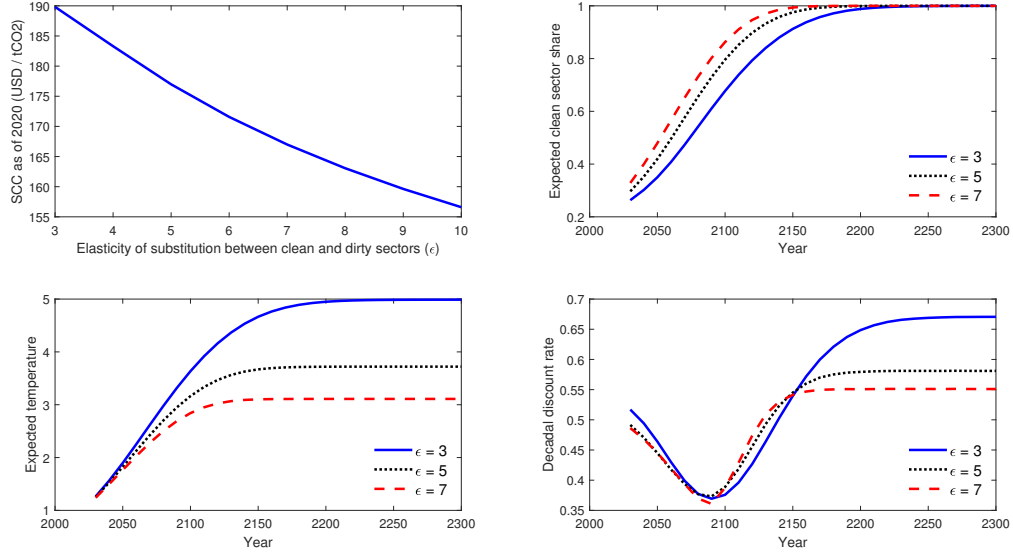 SCC as of 2020 (USD / tCO2)
190
185
180
175
170
165
160
155
3 4 5 6 7 8 9 10
Elasticity of substitution between clean and dirty sectors (ϵ)
Expected clean sector share
1
0.8
0.6
0.4
0.2
2000 2050 2100 2150 2200 2250 2300
Year
ϵ = 3
ϵ = 5
ϵ = 7
Expected temperature
5
4
3
2
1
2000 2050 2100 2150 2200 2250 2300
Year
ϵ = 3
ϵ = 5
ϵ = 7
Decadal discount rate
0.7
0.65
0.6
0.55
0.5
0.45
0.4
0.35
2000 2050 2100 2150 2200 2250 2300
Year
ϵ = 3
ϵ = 5
ϵ = 7